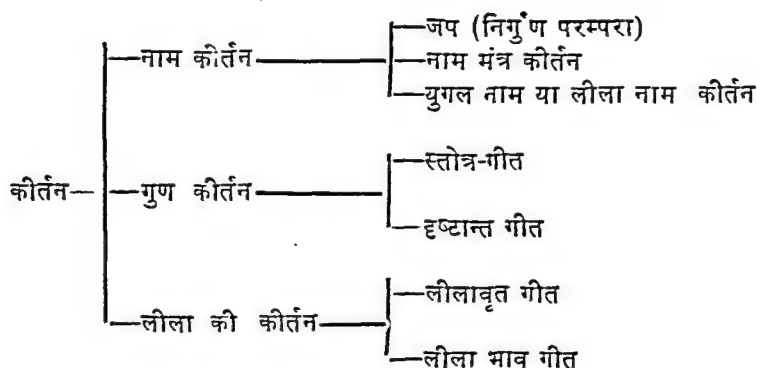 जप (निर्गुण परम्परा)
नाम कीर्तन
नाम मंत्र कीर्तन
युगल नाम या लीला नाम कीर्तन
स्तोत्र-गीत
कीर्तन
गुण कीर्तन
दृष्टान्त गीत
लीलावृत गीत
लीला की कीर्तन
लीला भाव गीत